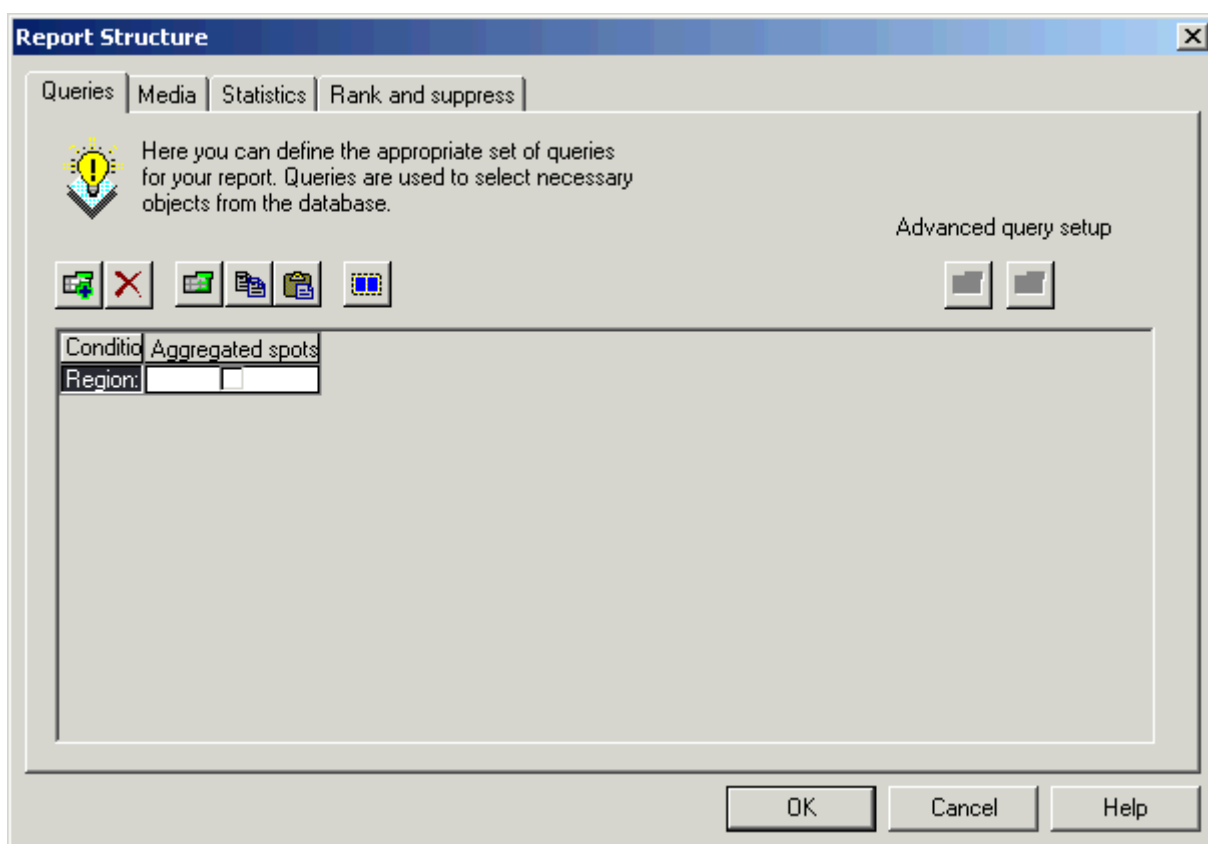 Report Structure
Queries Media Statistics Rank and suppress
Here you can define the appropriate set of queries
for your report. Queries are used to select necessary
objects from the database.
Advanced query setup
Conditio Aggregated spots
Region:
OK Cancel Help